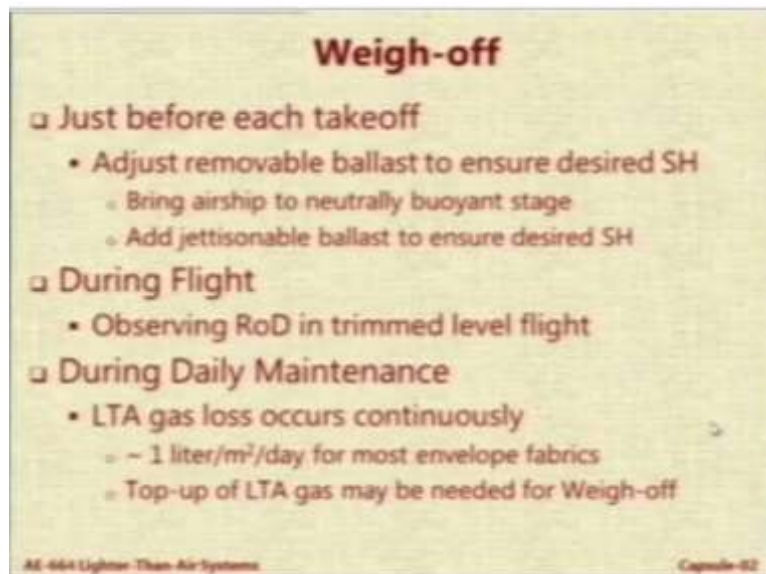 Weigh-off
❑ Just before each takeoff
▪ Adjust removable ballast to ensure desired SH
o Bring airship to neutrally buoyant stage
o Add jettisonable ballast to ensure desired SH
❑ During Flight
▪ Observing RoD in trimmed level flight
❑ During Daily Maintenance
▪ LTA gas loss occurs continuously
o ~ 1 liter/m²/day for most envelope fabrics
o Top-up of LTA gas may be needed for Weigh-off
AE-664 Lighter-Than-Air Systems
Capsule-02